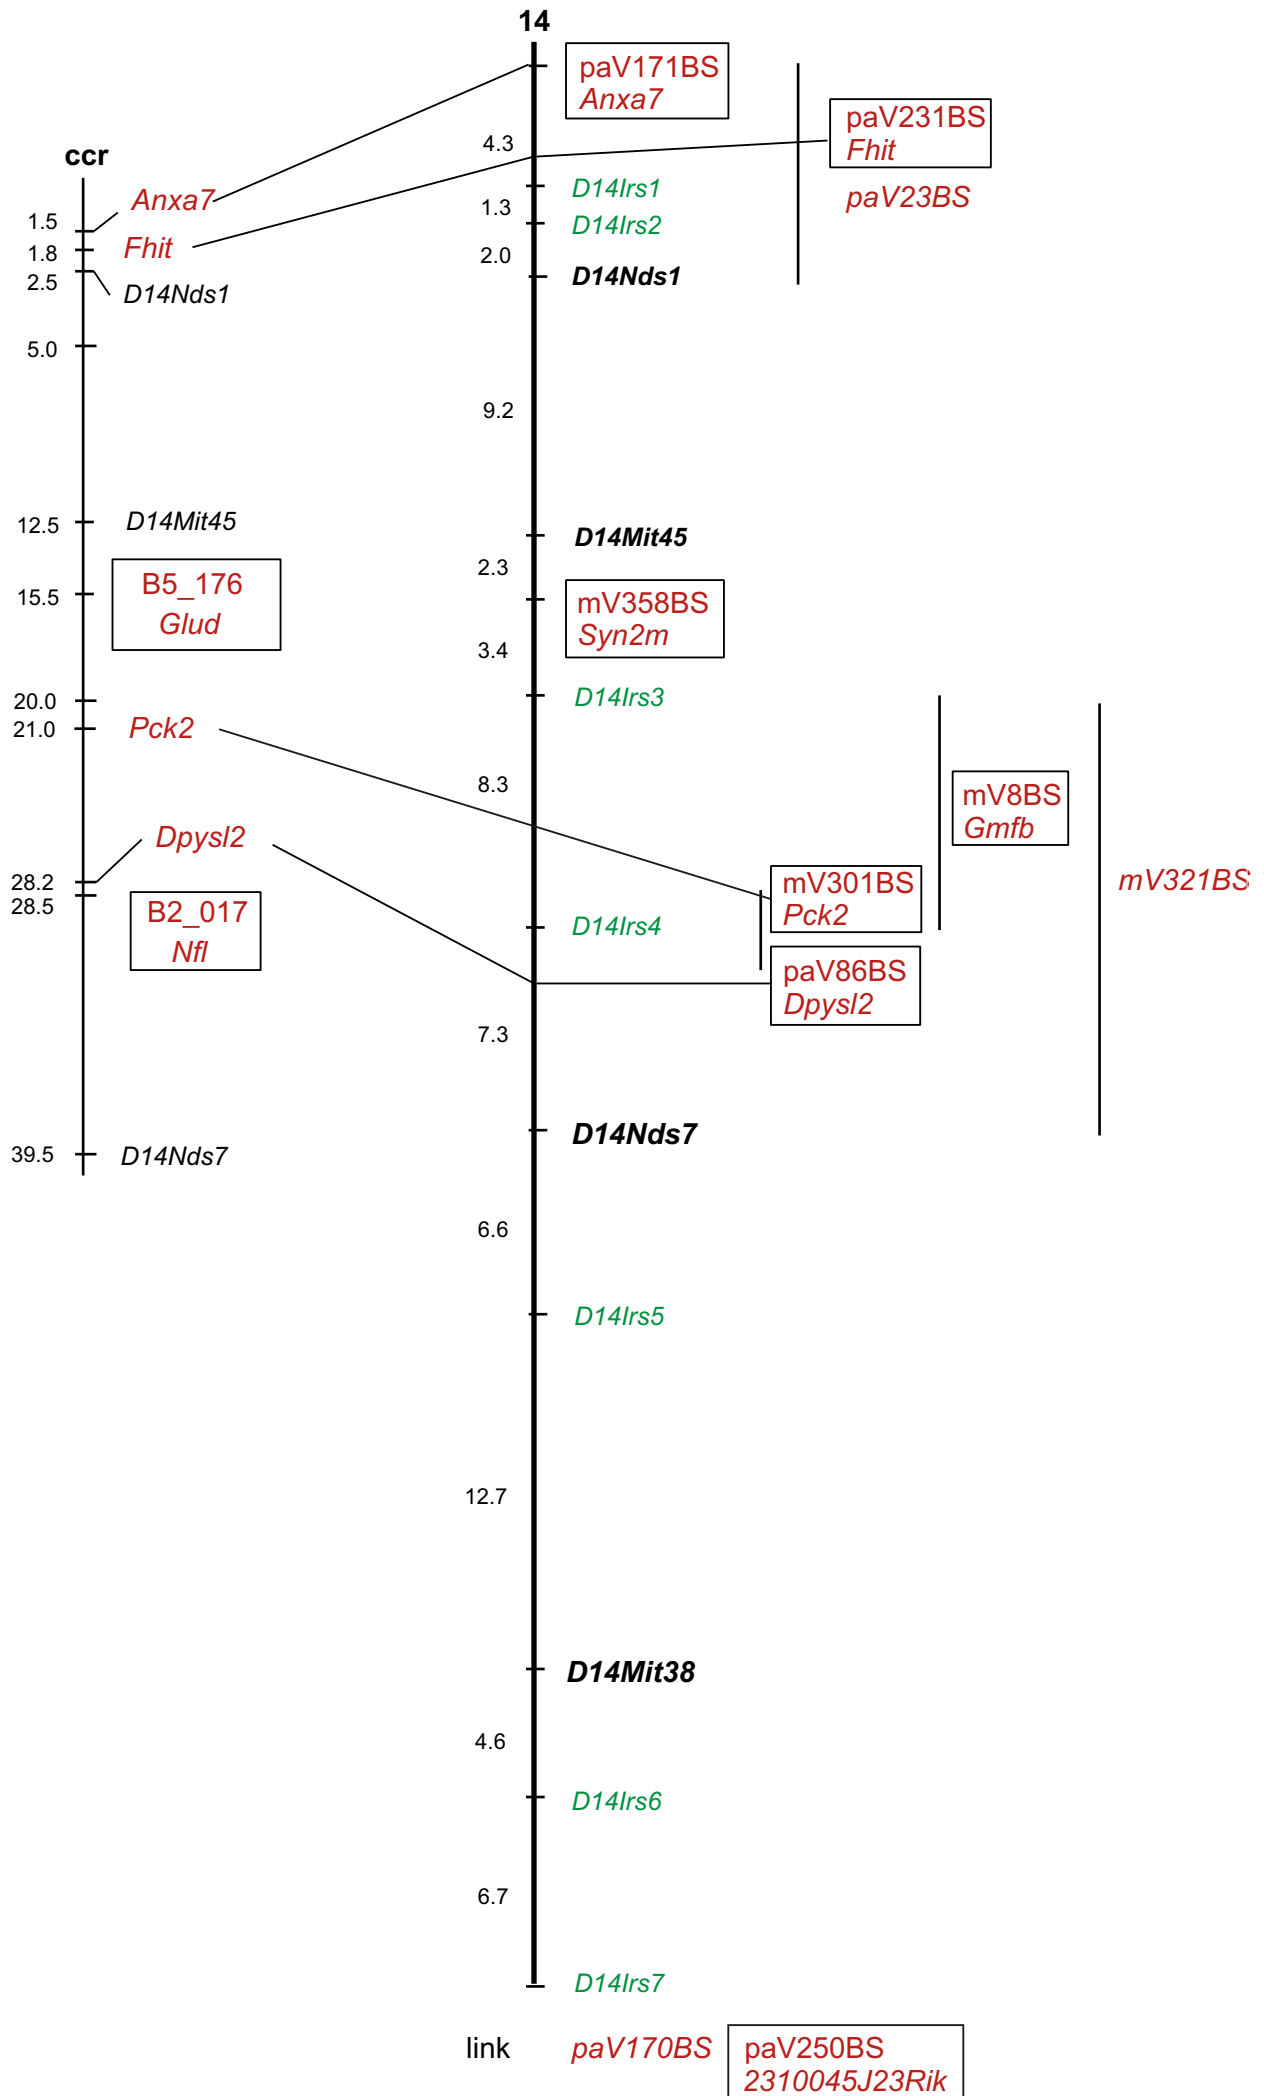 14
paV171BS
Anxa7
4.3
paV231BS
Fhit
ccr
D14Irs1
paV23BS
Anxa7
1.3
1.5
D14Irs2
Fhit
1.8
2.0
2.5
D14Nds1
D14Nds1
5.0
9.2
12.5
D14Mit45
D14Mit45
2.3
B5_176
15.5
Glud
mV358BS
Syn2m
3.4
20.0
D14Irs3
21.0
Pck2
8.3
mV8BS
Gmfb
Dpysl2
28.2
mV301BS
mV321BS
28.5
B2_017
Pck2
Nfl
D14Irs4
paV86BS
Dpysl2
7.3
D14Nds7
39.5
D14Nds7
6.6
D14Irs5
12.7
D14Mit38
4.6
D14Irs6
6.7
D14Irs7
link
paV170BS
paV250BS
2310045J23Rik